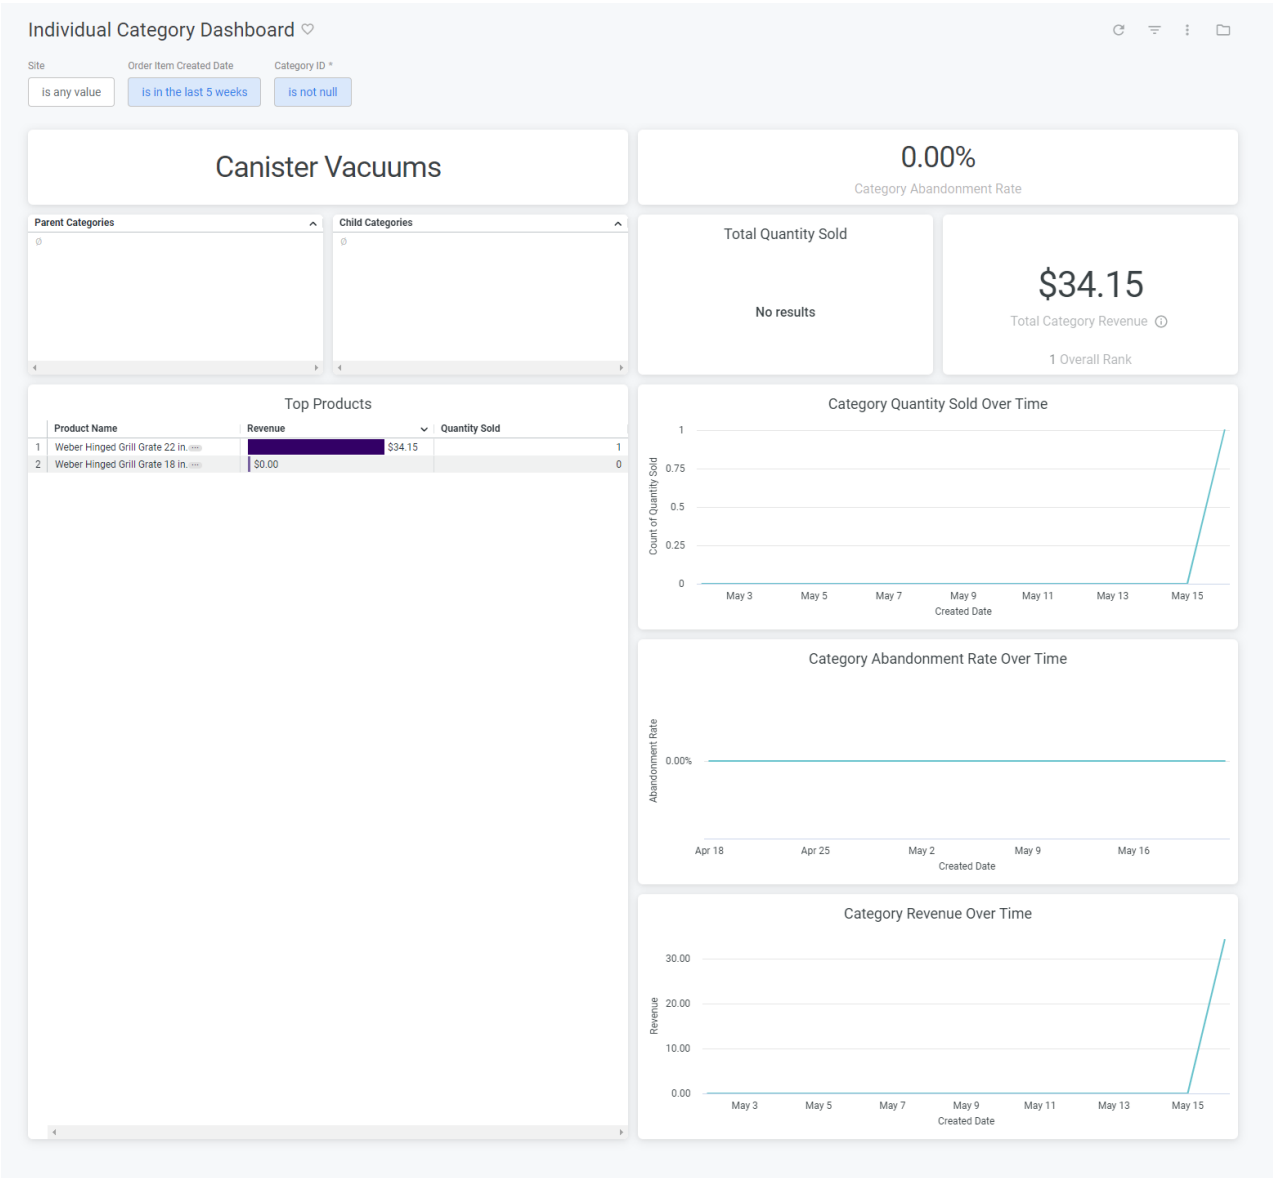 Individual Category Dashboard
Site
Order Item Created Date
Category ID *
is any value
is in the last 5 weeks
is not null
Canister Vacuums
0.00%
Category Abandonment Rate
Parent Categories
Ø
Child Categories
Ø
Total Quantity Sold
No results
$34.15
Total Category Revenue
1 Overall Rank
Top Products
Product Name Revenue Quantity Sold
1 Weber Hinged Grill Grate 22 in. $34.15 1
2 Weber Hinged Grill Grate 18 in. $0.00 0
Category Quantity Sold Over Time
Count of Quantity Sold
1
0.75
0.5
0.25
0
May 3 May 5 May 7 May 9 May 11 May 13 May 15
Created Date
Category Abandonment Rate Over Time
Abandonment Rate
0.00%
Apr 18 Apr 25 May 2 May 9 May 16
Created Date
Category Revenue Over Time
Revenue
30.00
20.00
10.00
0.00
May 3 May 5 May 7 May 9 May 11 May 13 May 15
Created Date